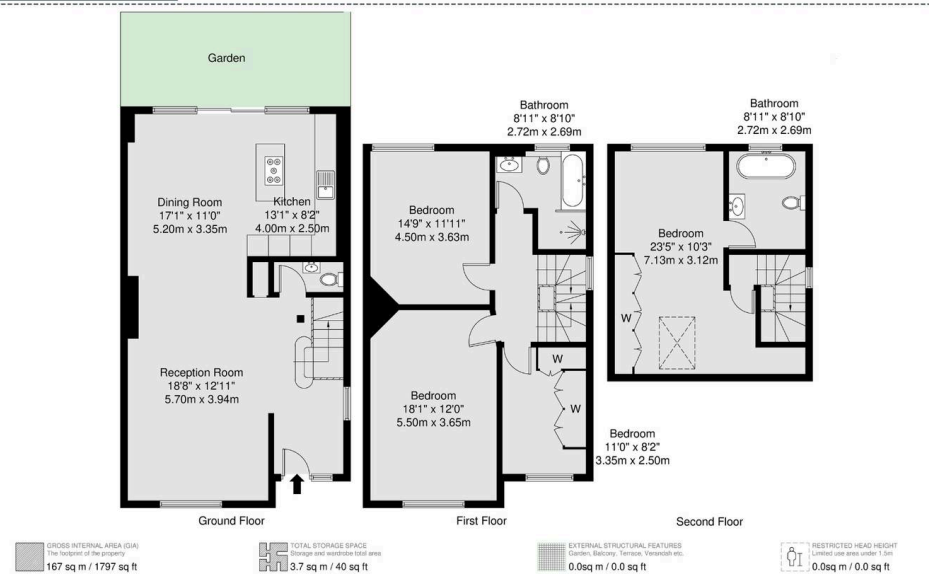 Garden
Dining Room
17'1" x 11'0"
5.20m x 3.35m
Kitchen
13'1" x 8'2"
4.00m x 2.50m
Reception Room
18'8" x 12'11"
5.70m x 3.94m
Ground Floor
Bathroom
8'11" x 8'10"
2.72m x 2.69m
Bedroom
14'9" x 11'11"
4.50m x 3.63m
Bedroom
18'1" x 12'0"
5.50m x 3.65m
W
W
Bedroom
11'0" x 8'2"
3.35m x 2.50m
First Floor
Bathroom
8'11" x 8'10"
2.72m x 2.69m
Bedroom
23'5" x 10'3"
7.13m x 3.12m
W
Second Floor
GROSS INTERNAL AREA (GIA)
The footprint of the property
167 sq m / 1797 sq ft
TOTAL STORAGE SPACE
Storage and wardrobe total area
3.7 sq m / 40 sq ft
EXTERNAL STRUCTURAL FEATURES
Garden, Balcony, Terrace, Verandah etc.
0.0sq m / 0.0 sq ft
RESTRICTED HEAD HEIGHT
Limited use area under 1.5m
0.0sq m / 0.0 sq ft